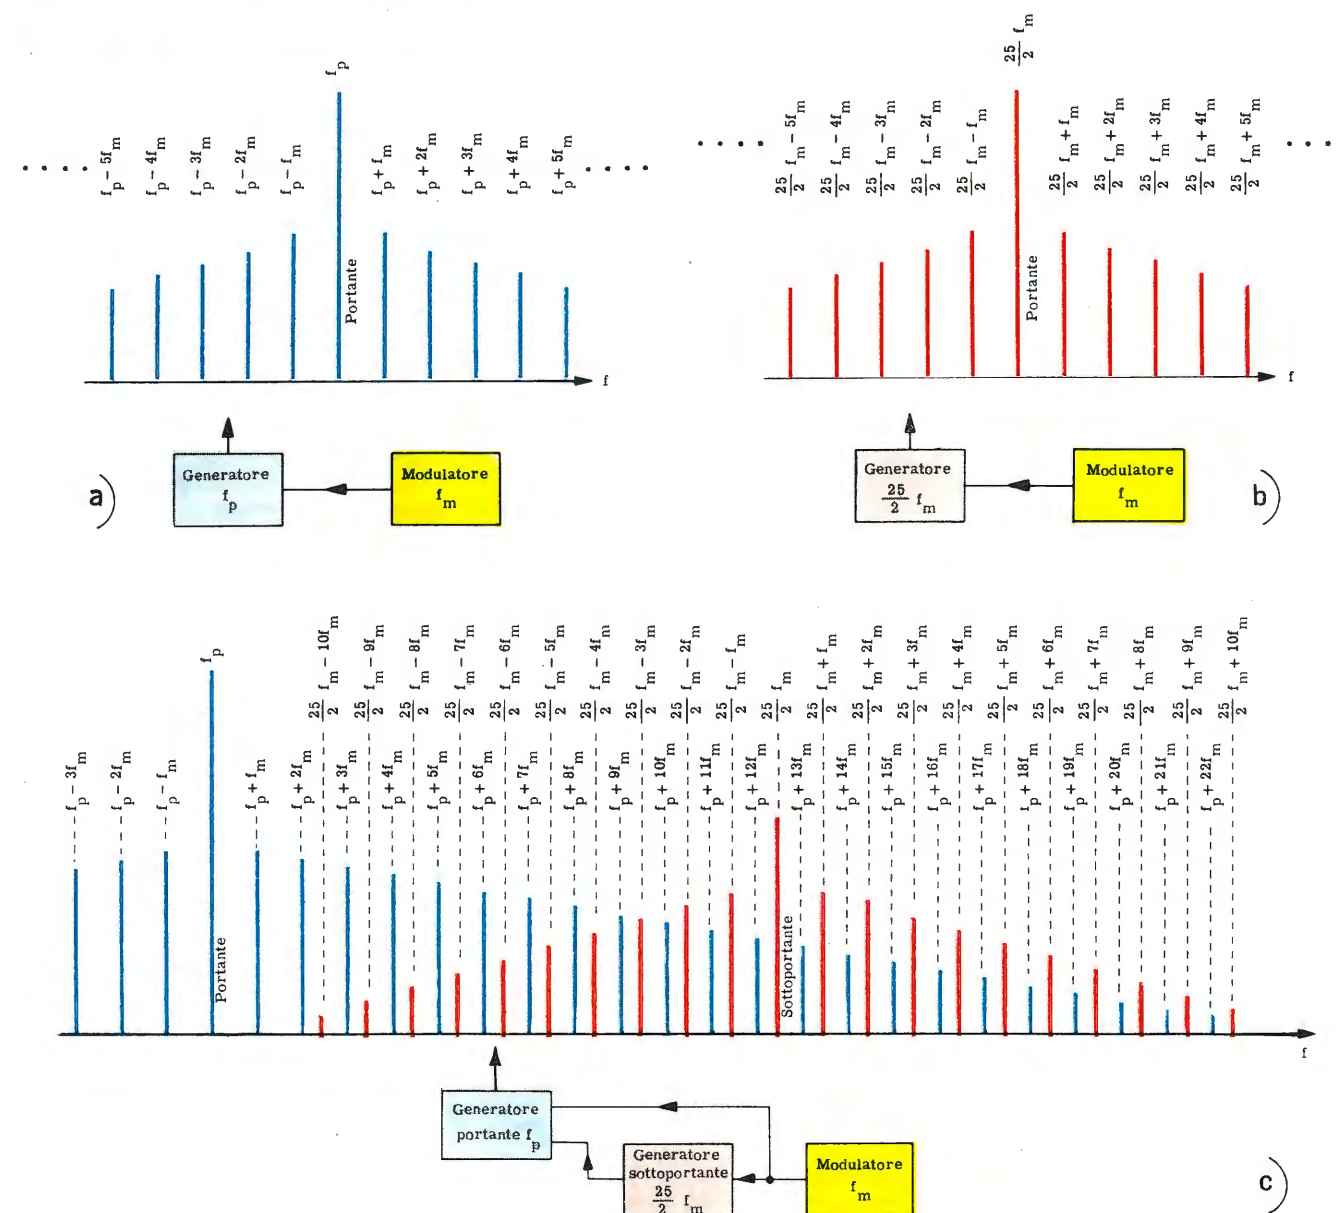 . . . . . f_p − 5f_m f_p − 4f_m f_p − 3f_m f_p − 2f_m f_p − f_m f_p f_p + f_m f_p + 2f_m f_p + 3f_m f_p + 4f_m f_p + 5f_m . . . . .
Portante
f
Generatore
f_p
Modulatore
f_m
a)
. . . . . 25/2 f_m − 5f_m 25/2 f_m − 4f_m 25/2 f_m − 3f_m 25/2 f_m − 2f_m 25/2 f_m − f_m 25/2 f_m 25/2 f_m + f_m 25/2 f_m + 2f_m 25/2 f_m + 3f_m 25/2 f_m + 4f_m 25/2 f_m + 5f_m . . .
Portante
f
Generatore
25/2 f_m
Modulatore
f_m
b)
25/2 f_m − 10f_m 25/2 f_m − 9f_m 25/2 f_m − 8f_m 25/2 f_m − 7f_m 25/2 f_m − 6f_m 25/2 f_m − 5f_m 25/2 f_m − 4f_m 25/2 f_m − 3f_m 25/2 f_m − 2f_m 25/2 f_m − f_m 25/2 f_m 25/2 f_m + f_m 25/2 f_m + 2f_m 25/2 f_m + 3f_m 25/2 f_m + 4f_m 25/2 f_m + 5f_m 25/2 f_m + 6f_m 25/2 f_m + 7f_m 25/2 f_m + 8f_m 25/2 f_m + 9f_m 25/2 f_m + 10f_m
f_p − 3f_m f_p − 2f_m f_p − f_m f_p f_p + f_m f_p + 2f_m f_p + 3f_m f_p + 4f_m f_p + 5f_m f_p + 6f_m f_p + 7f_m f_p + 8f_m f_p + 9f_m f_p + 10f_m f_p + 11f_m f_p + 12f_m f_p + 13f_m f_p + 14f_m f_p + 15f_m f_p + 16f_m f_p + 17f_m f_p + 18f_m f_p + 19f_m f_p + 20f_m f_p + 21f_m f_p + 22f_m
Portante
Sottoportante
f
Generatore
portante f_p
Generatore
sottoportante
25/2 f_m
Modulatore
f_m
c)